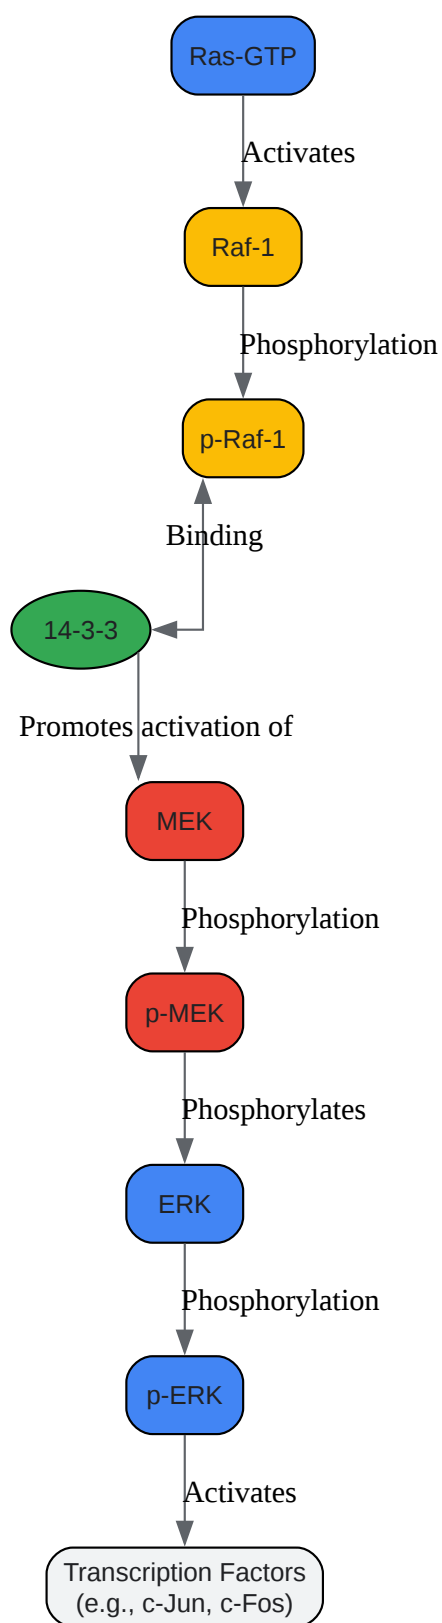 Ras-GTP
Activates
Raf-1
Phosphorylation
p-Raf-1
Binding
14-3-3
Promotes activation of
MEK
Phosphorylation
p-MEK
Phosphorylates
ERK
Phosphorylation
p-ERK
Activates
Transcription Factors
(e.g., c-Jun, c-Fos)